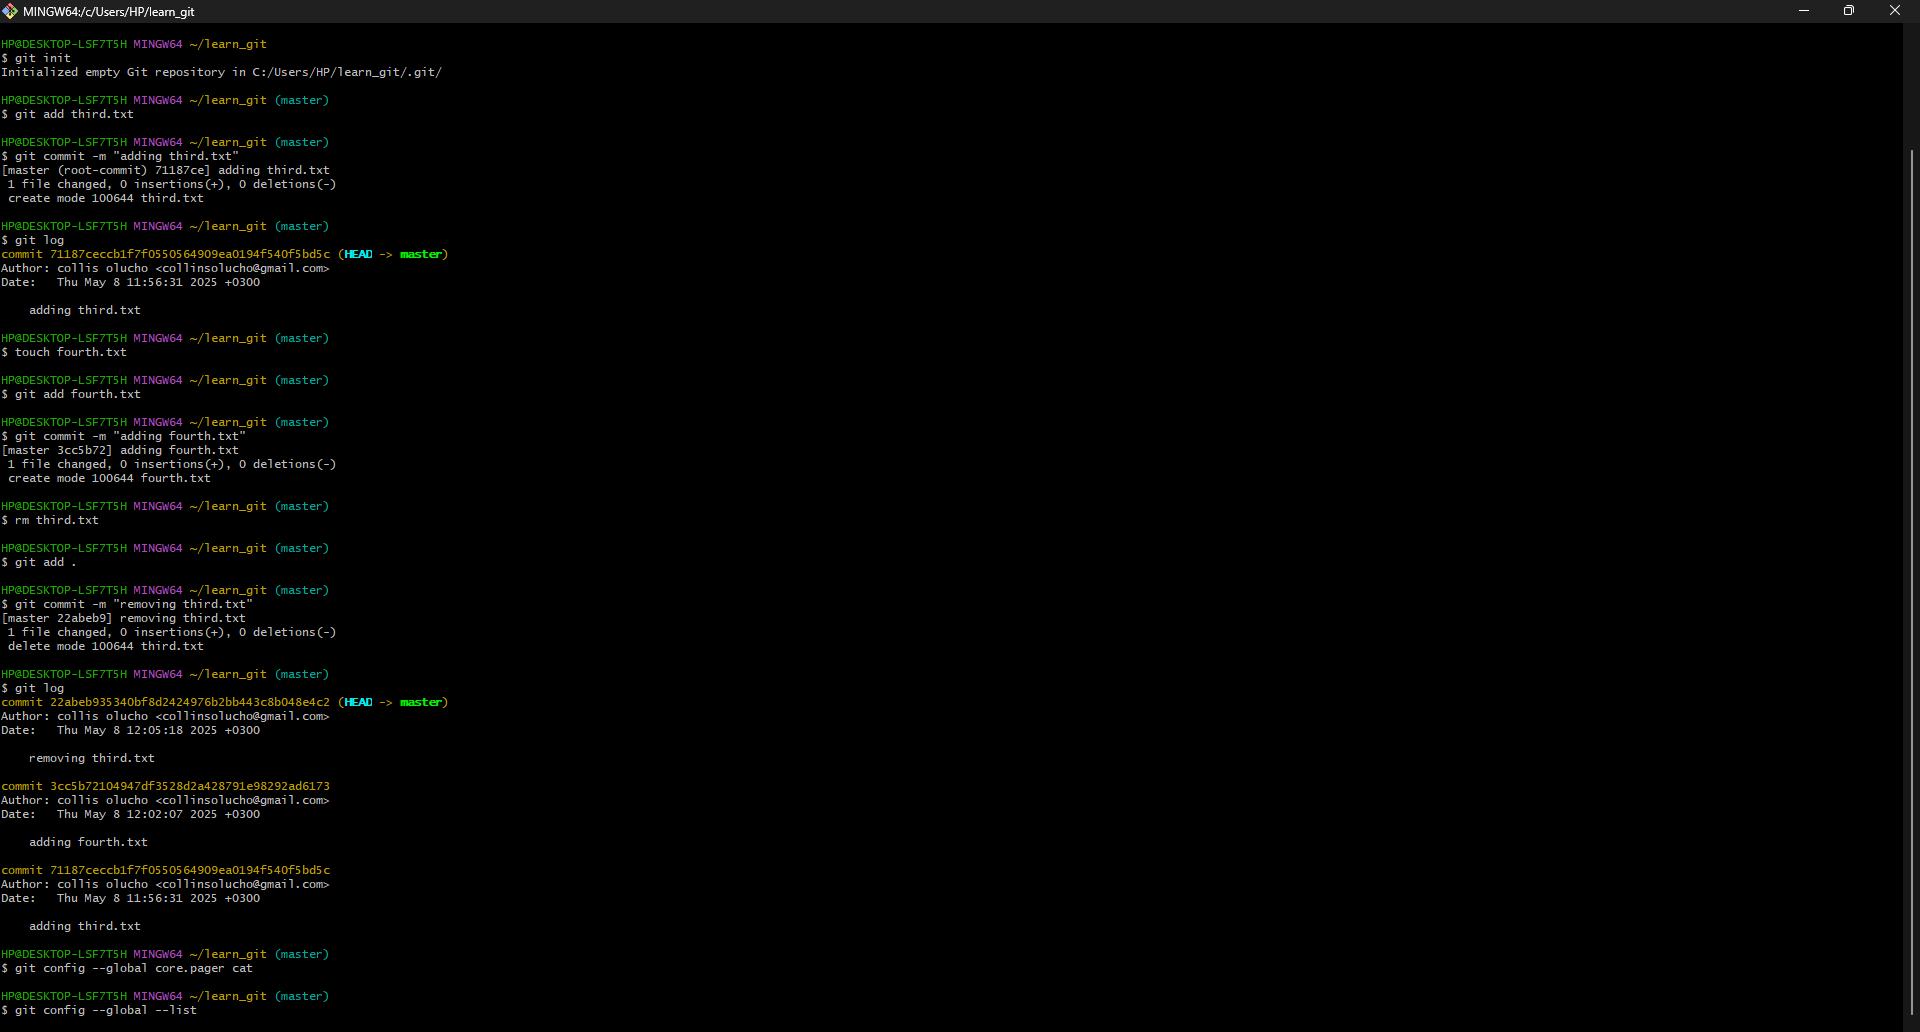 MINGW64:/c/Users/HP/learn_git
HP@DESKTOP-LSF7T5H MINGW64 ~/learn_git
$ git init
Initialized empty Git repository in C:/Users/HP/learn_git/.git/
HP@DESKTOP-LSF7T5H MINGW64 ~/learn_git (master)
$ git add third.txt
HP@DESKTOP-LSF7T5H MINGW64 ~/learn_git (master)
$ git commit -m "adding third.txt"
[master (root-commit) 71187ce] adding third.txt
 1 file changed, 0 insertions(+), 0 deletions(-)
 create mode 100644 third.txt
HP@DESKTOP-LSF7T5H MINGW64 ~/learn_git (master)
$ git log
commit 71187ceccb1f7f0550564909ea0194f540f5bd5c (HEAD -> master)
Author: collis olucho <collinsolucho@gmail.com>
Date:   Thu May 8 11:56:31 2025 +0300
    adding third.txt
HP@DESKTOP-LSF7T5H MINGW64 ~/learn_git (master)
$ touch fourth.txt
HP@DESKTOP-LSF7T5H MINGW64 ~/learn_git (master)
$ git add fourth.txt
HP@DESKTOP-LSF7T5H MINGW64 ~/learn_git (master)
$ git commit -m "adding fourth.txt"
[master 3cc5b72] adding fourth.txt
 1 file changed, 0 insertions(+), 0 deletions(-)
 create mode 100644 fourth.txt
HP@DESKTOP-LSF7T5H MINGW64 ~/learn_git (master)
$ rm third.txt
HP@DESKTOP-LSF7T5H MINGW64 ~/learn_git (master)
$ git add .
HP@DESKTOP-LSF7T5H MINGW64 ~/learn_git (master)
$ git commit -m "removing third.txt"
[master 22abeb9] removing third.txt
 1 file changed, 0 insertions(+), 0 deletions(-)
 delete mode 100644 third.txt
HP@DESKTOP-LSF7T5H MINGW64 ~/learn_git (master)
$ git log
commit 22abeb935340bf8d2424976b2bb443c8b048e4c2 (HEAD -> master)
Author: collis olucho <collinsolucho@gmail.com>
Date:   Thu May 8 12:05:18 2025 +0300
    removing third.txt
commit 3cc5b72104947df3528d2a428791e98292ad6173
Author: collis olucho <collinsolucho@gmail.com>
Date:   Thu May 8 12:02:07 2025 +0300
    adding fourth.txt
commit 71187ceccb1f7f0550564909ea0194f540f5bd5c
Author: collis olucho <collinsolucho@gmail.com>
Date:   Thu May 8 11:56:31 2025 +0300
    adding third.txt
HP@DESKTOP-LSF7T5H MINGW64 ~/learn_git (master)
$ git config --global core.pager cat
HP@DESKTOP-LSF7T5H MINGW64 ~/learn_git (master)
$ git config --global --list